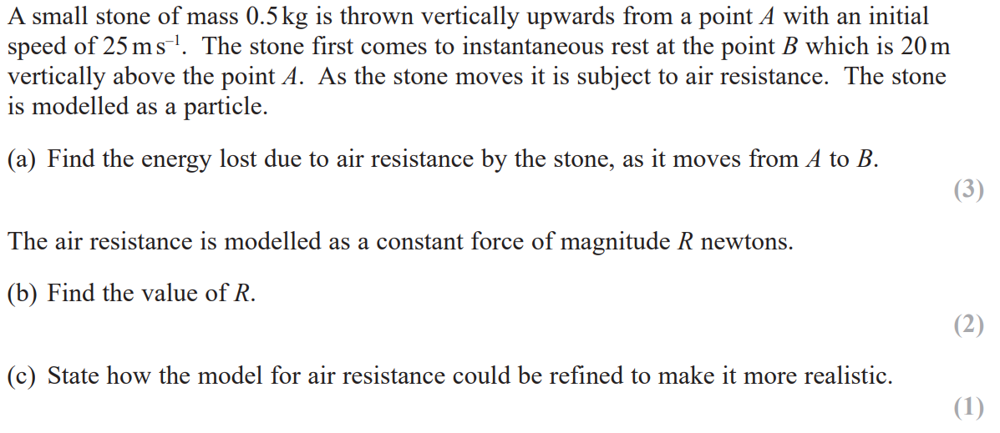 A small stone of mass 0.5 kg is thrown vertically upwards from a point A with an initial
speed of 25 m s⁻¹. The stone first comes to instantaneous rest at the point B which is 20 m
vertically above the point A. As the stone moves it is subject to air resistance. The stone
is modelled as a particle.
(a) Find the energy lost due to air resistance by the stone, as it moves from A to B.
(3)
The air resistance is modelled as a constant force of magnitude R newtons.
(b) Find the value of R.
(2)
(c) State how the model for air resistance could be refined to make it more realistic.
(1)